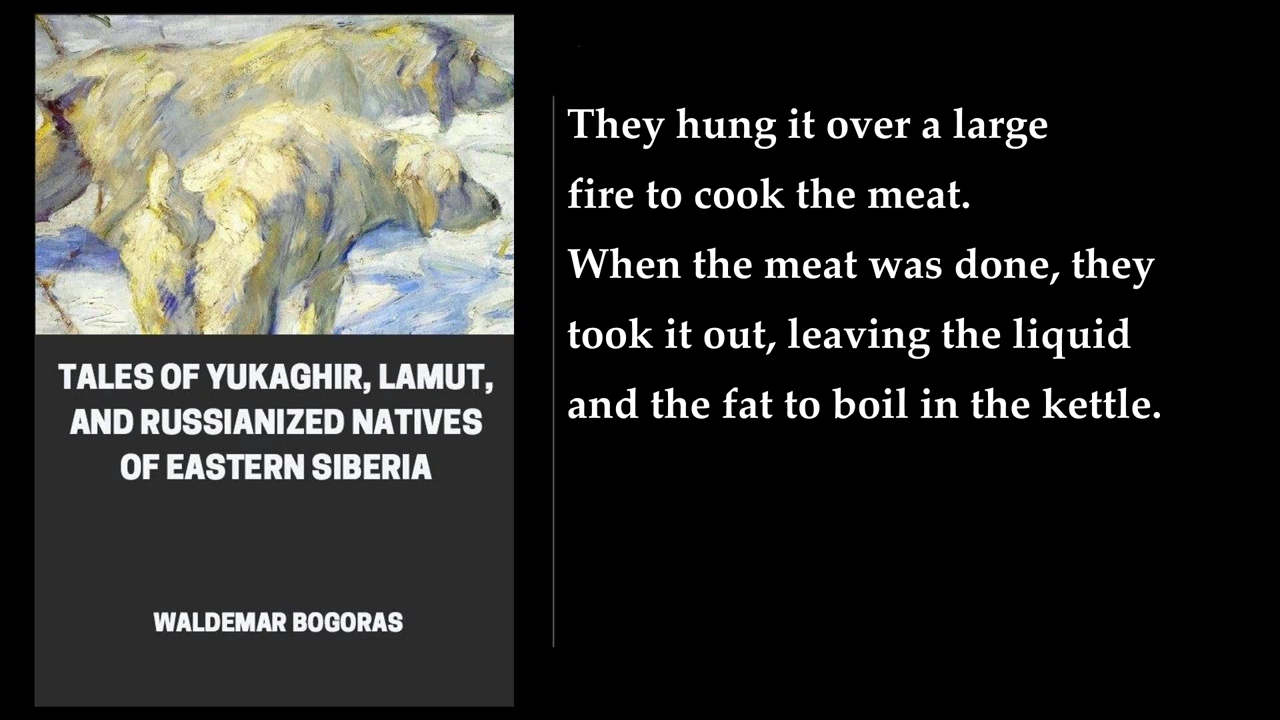 TALES OF YUKAGHIR, LAMUT,
AND RUSSIANIZED NATIVES
OF EASTERN SIBERIA
WALDEMAR BOGORAS
They hung it over a large
fire to cook the meat.
When the meat was done, they
took it out, leaving the liquid
and the fat to boil in the kettle.